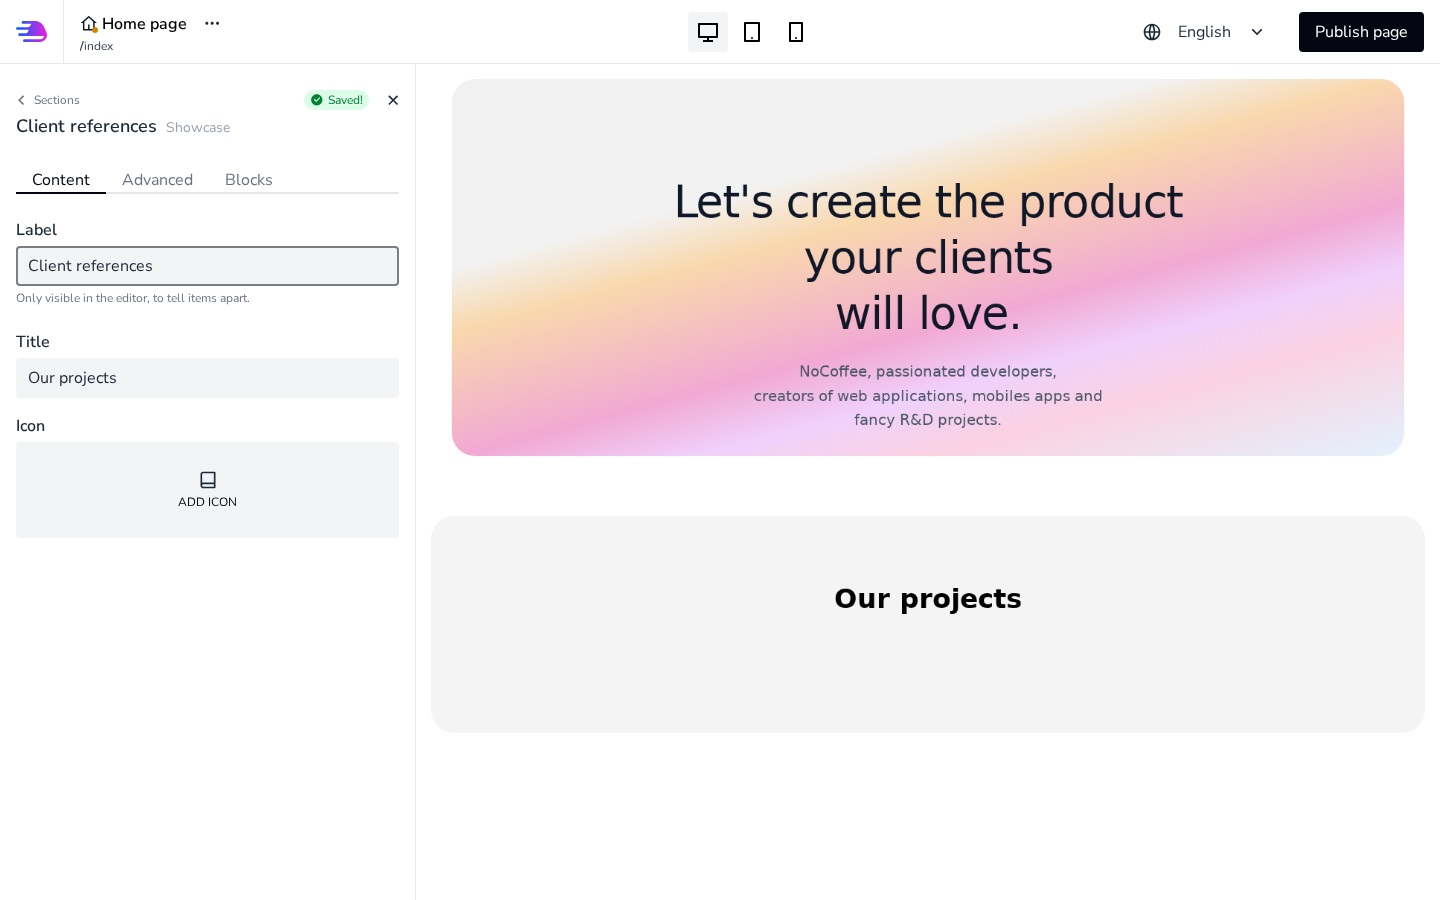 Home page
/index
English
Publish page
Sections
Saved!
Client references Showcase
Content Advanced Blocks
Label
Client references
Only visible in the editor, to tell items apart.
Title
Our projects
Icon
ADD ICON
Let's create the product
your clients
will love.
NoCoffee, passionated developers,
creators of web applications, mobiles apps and
fancy R&D projects.
Our projects